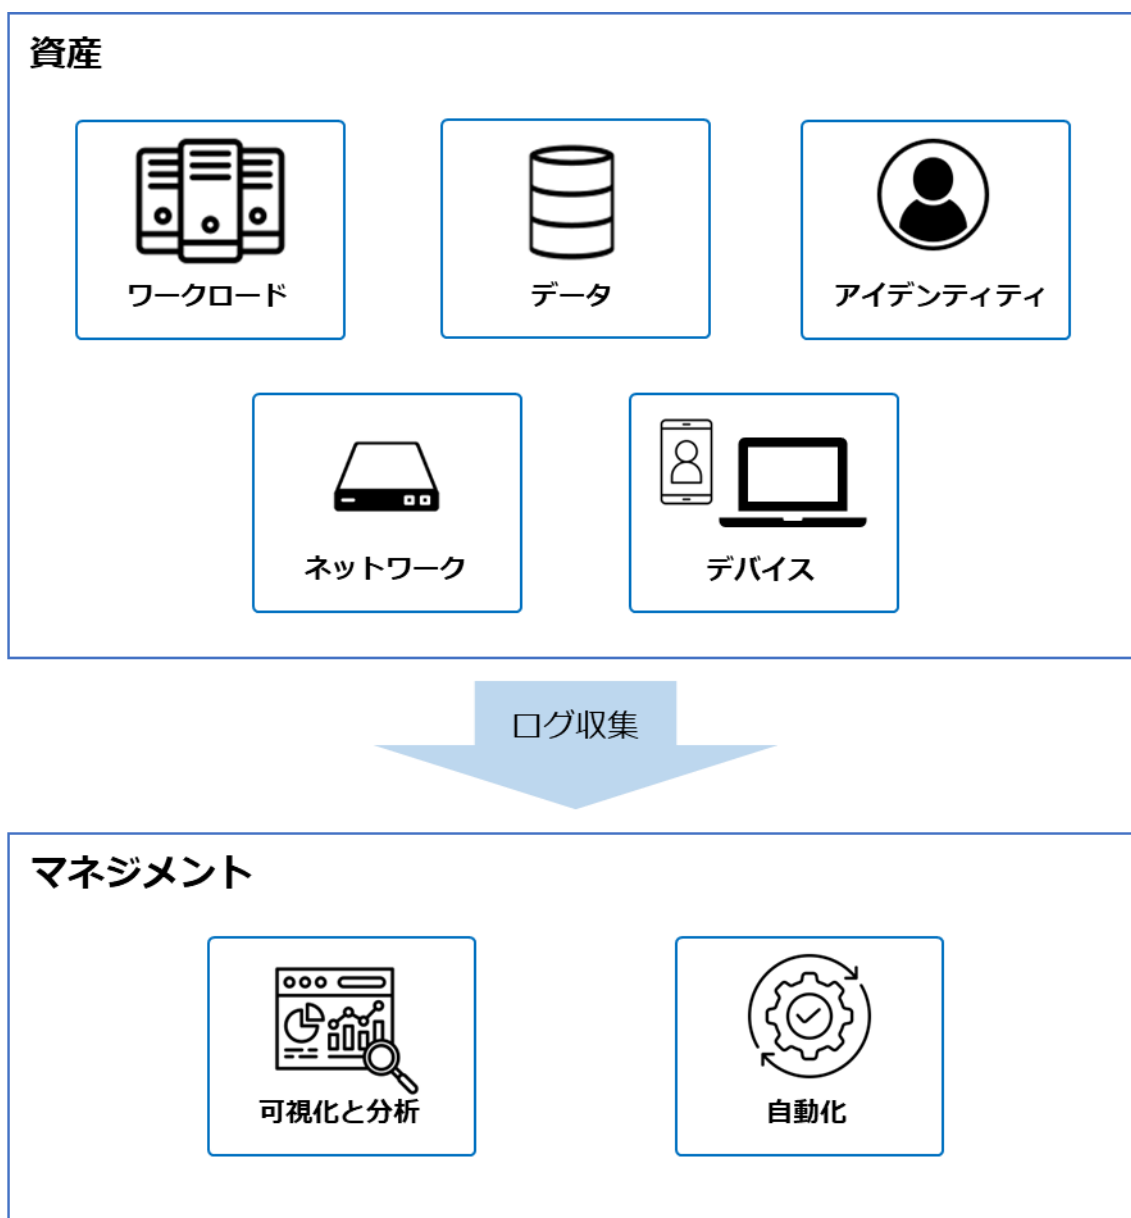 資産
ワークロード
データ
アイデンティティ
ネットワーク
デバイス
ログ収集
マネジメント
可視化と分析
自動化